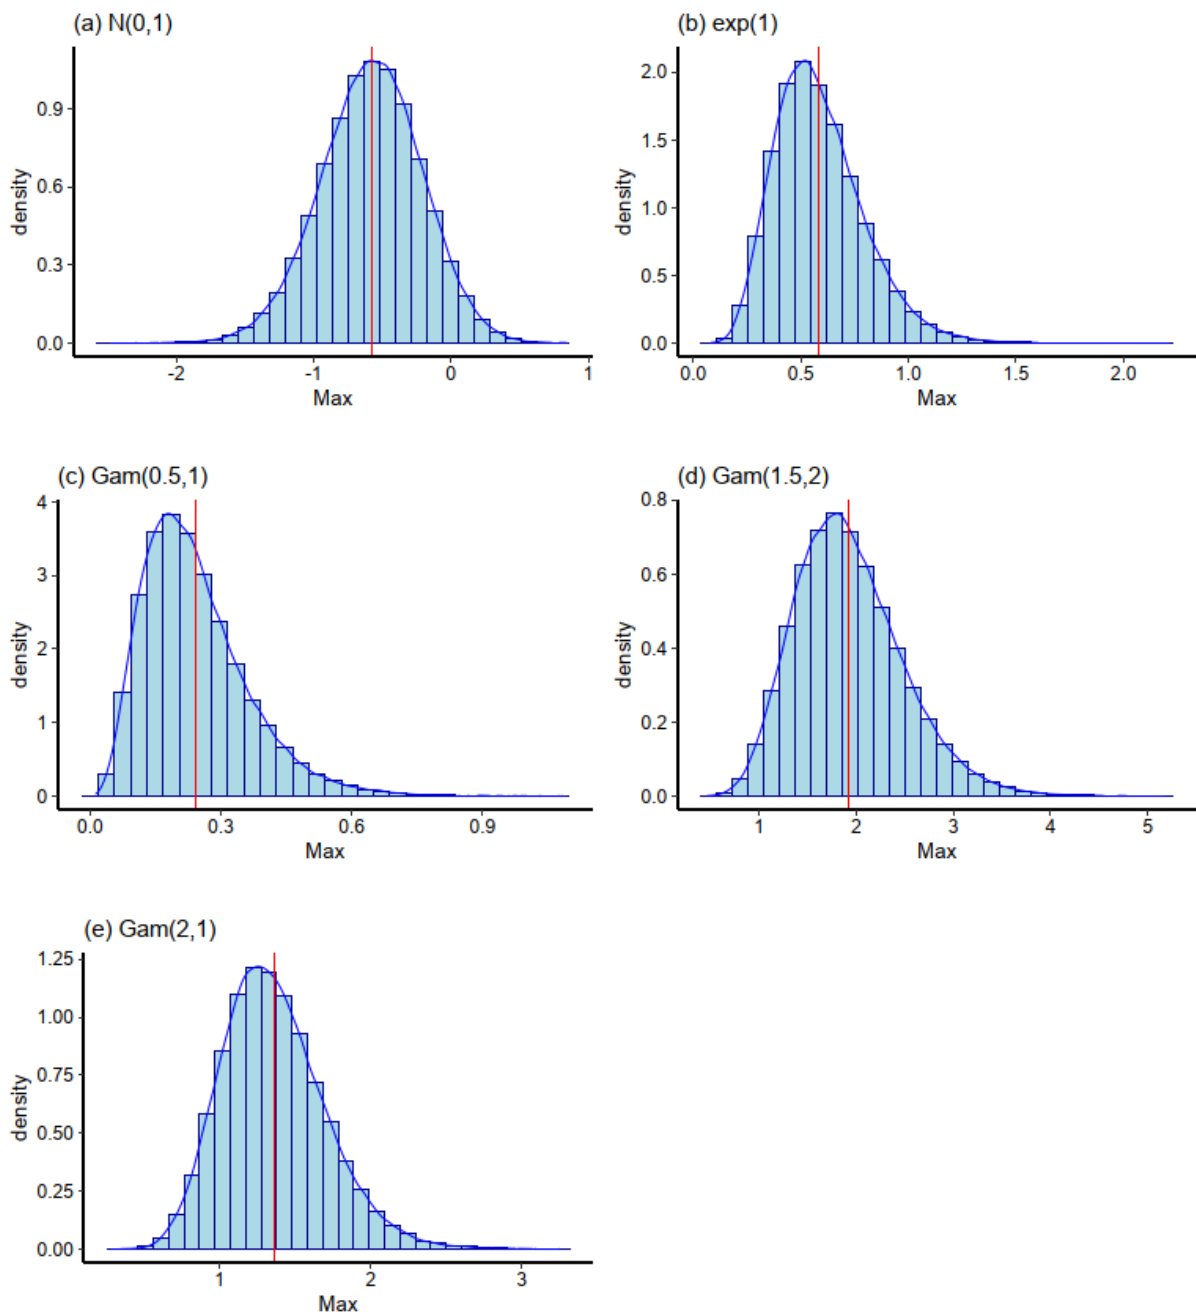 (a) N(0,1)
density
0.9
0.6
0.3
0.0
-2 -1 0 1
Max
(b) exp(1)
density
2.0
1.5
1.0
0.5
0.0
0.0 0.5 1.0 1.5 2.0
Max
(c) Gam(0.5,1)
density
4
3
2
1
0
0.0 0.3 0.6 0.9
Max
(d) Gam(1.5,2)
density
0.8
0.6
0.4
0.2
0.0
1 2 3 4 5
Max
(e) Gam(2,1)
density
1.25
1.00
0.75
0.50
0.25
0.00
1 2 3
Max